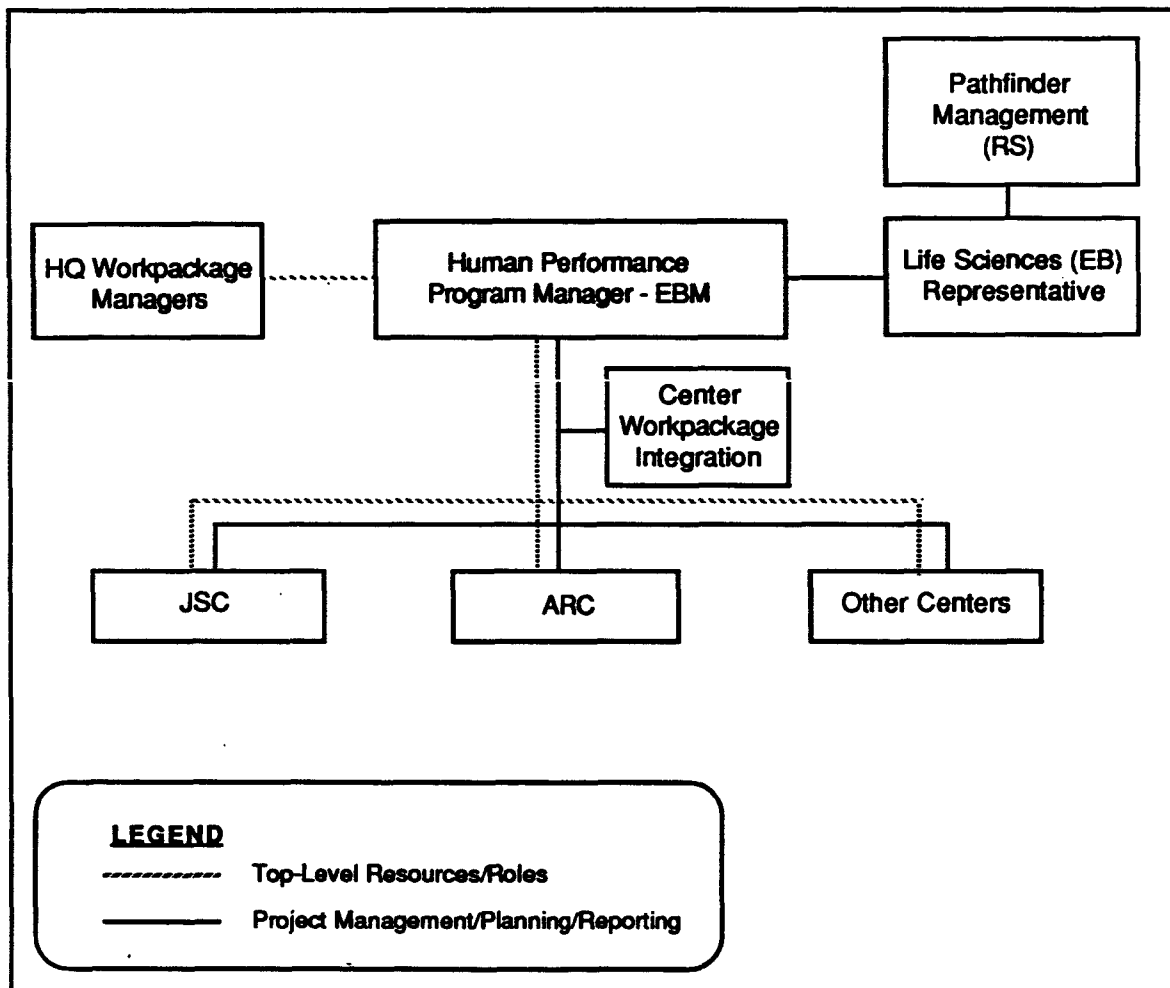 Pathfinder
Management
(RS)
HQ Workpackage
Managers
Human Performance
Program Manager - EBM
Life Sciences (EB)
Representative
Center
Workpackage
Integration
JSC
ARC
Other Centers
LEGEND
Top-Level Resources/Roles
Project Management/Planning/Reporting